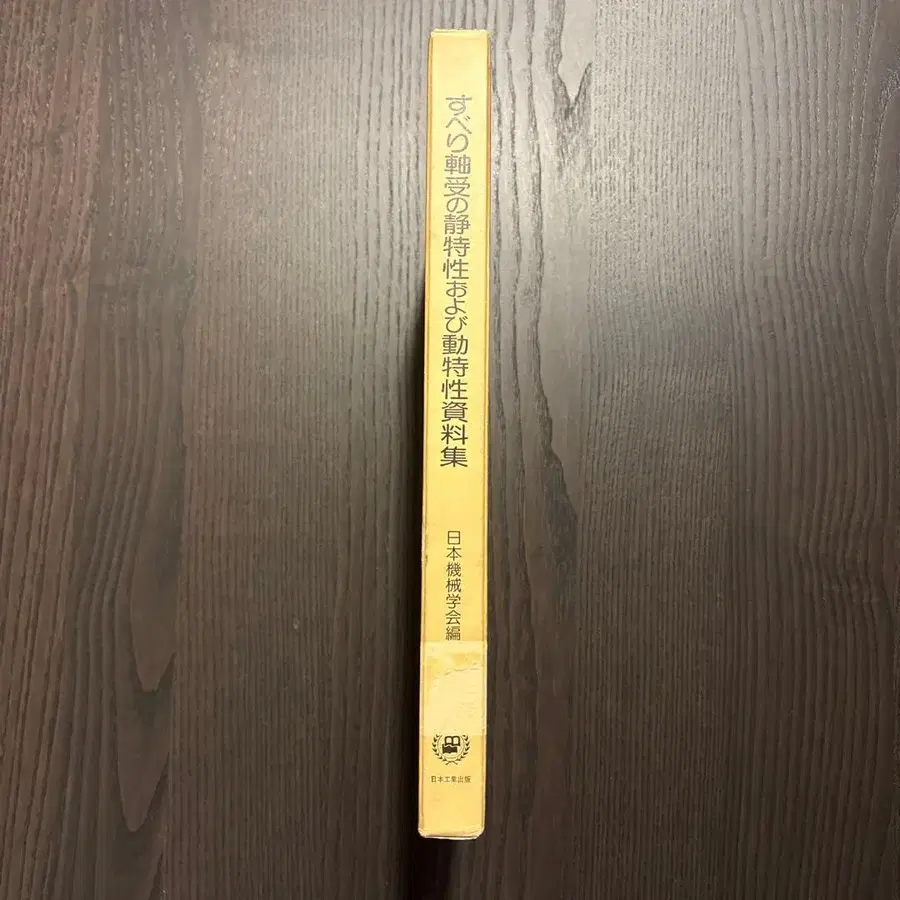 すべり軸受の静特性および動特性資料集
日本機械学会編
日本工業出版